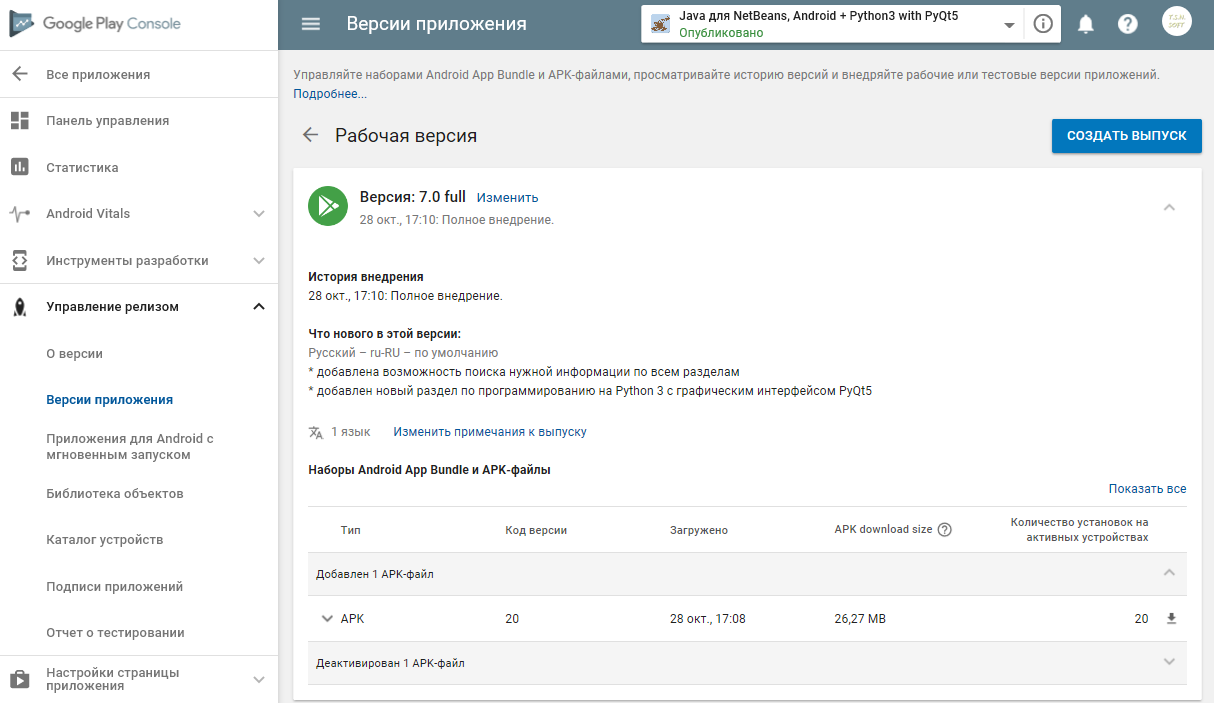 Google Play Console
Версии приложения
Java для NetBeans, Android + Python3 with PyQt5
Опубликовано
T.S.H. SOFT
Все приложения
Панель управления
Статистика
Android Vitals
Инструменты разработки
Управление релизом
О версии
Версии приложения
Приложения для Android с
мгновенным запуском
Библиотека объектов
Каталог устройств
Подписи приложений
Отчет о тестировании
Настройки страницы
приложения
Управляйте наборами Android App Bundle и APK-файлами, просматривайте историю версий и внедряйте рабочие или тестовые версии приложений.
Подробнее...
Рабочая версия
СОЗДАТЬ ВЫПУСК
Версия: 7.0 full Изменить
28 окт., 17:10: Полное внедрение.
История внедрения
28 окт., 17:10: Полное внедрение.
Что нового в этой версии:
Русский – ru-RU – по умолчанию
* добавлена возможность поиска нужной информации по всем разделам
* добавлен новый раздел по программированию на Python 3 с графическим интерфейсом PyQt5
1 язык Изменить примечания к выпуску
Наборы Android App Bundle и APK-файлы
Показать все
Тип Код версии Загружено APK download size Количество установок на
активных устройствах
Добавлен 1 APK-файл
APK 20 28 окт., 17:08 26,27 MB 20
Деактивирован 1 APK-файл